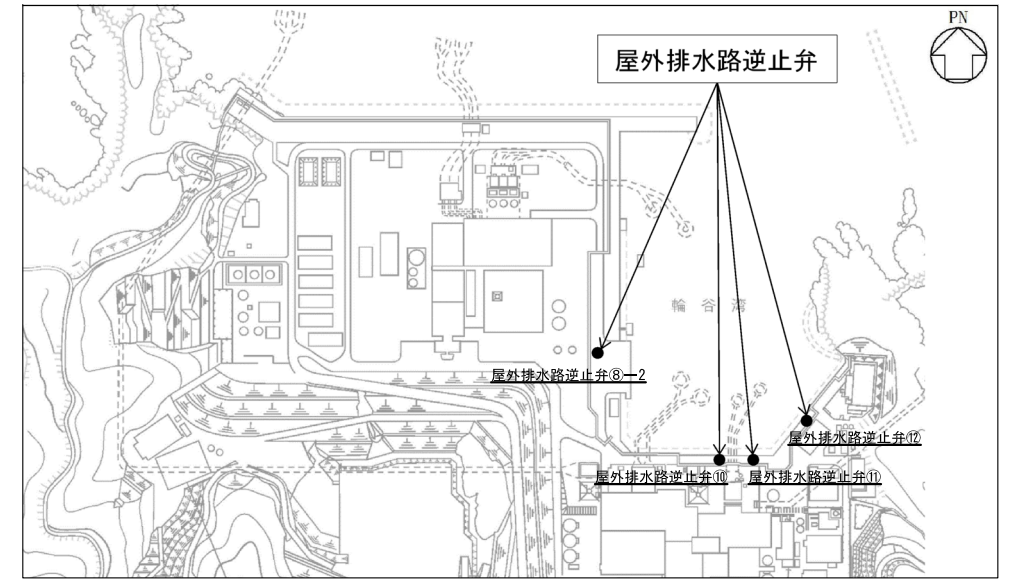 PN
屋外排水路逆止弁
輪谷湾
屋外排水路逆止弁⑧ー2
屋外排水路逆止弁⑫
屋外排水路逆止弁⑩
屋外排水路逆止弁⑪